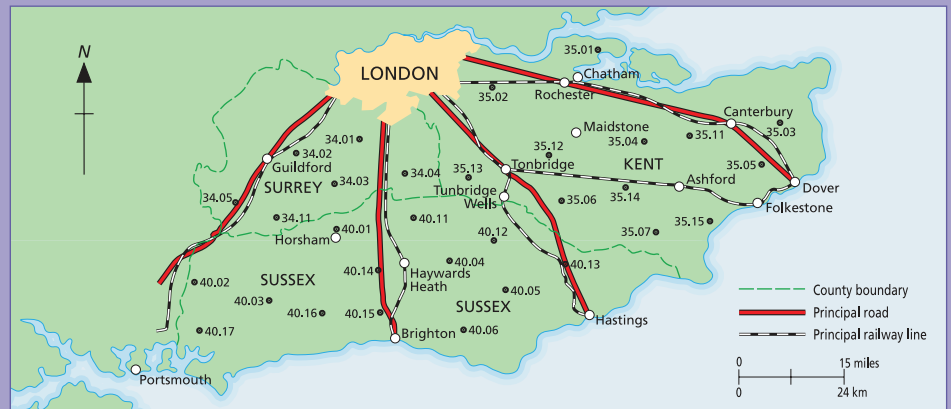 N
LONDON
35.01
Chatham
Rochester
35.02
Canterbury
35.03
Maidstone
35.11
34.01
35.04
34.02
35.12
KENT
Guildford
Tonbridge
35.05
34.04
35.13
34.03
SURREY
Ashford
Dover
Tunbridge
Wells
35.14
34.05
35.06
Folkestone
34.11
40.11
35.15
40.01
35.07
Horsham
40.12
40.04
40.13
40.14
Haywards
Heath
SUSSEX
40.02
40.05
County boundary
40.03
SUSSEX
40.16
40.15
Principal road
Hastings
40.17
Brighton
40.06
Principal railway line
0
15 miles
Portsmouth
0
24 km